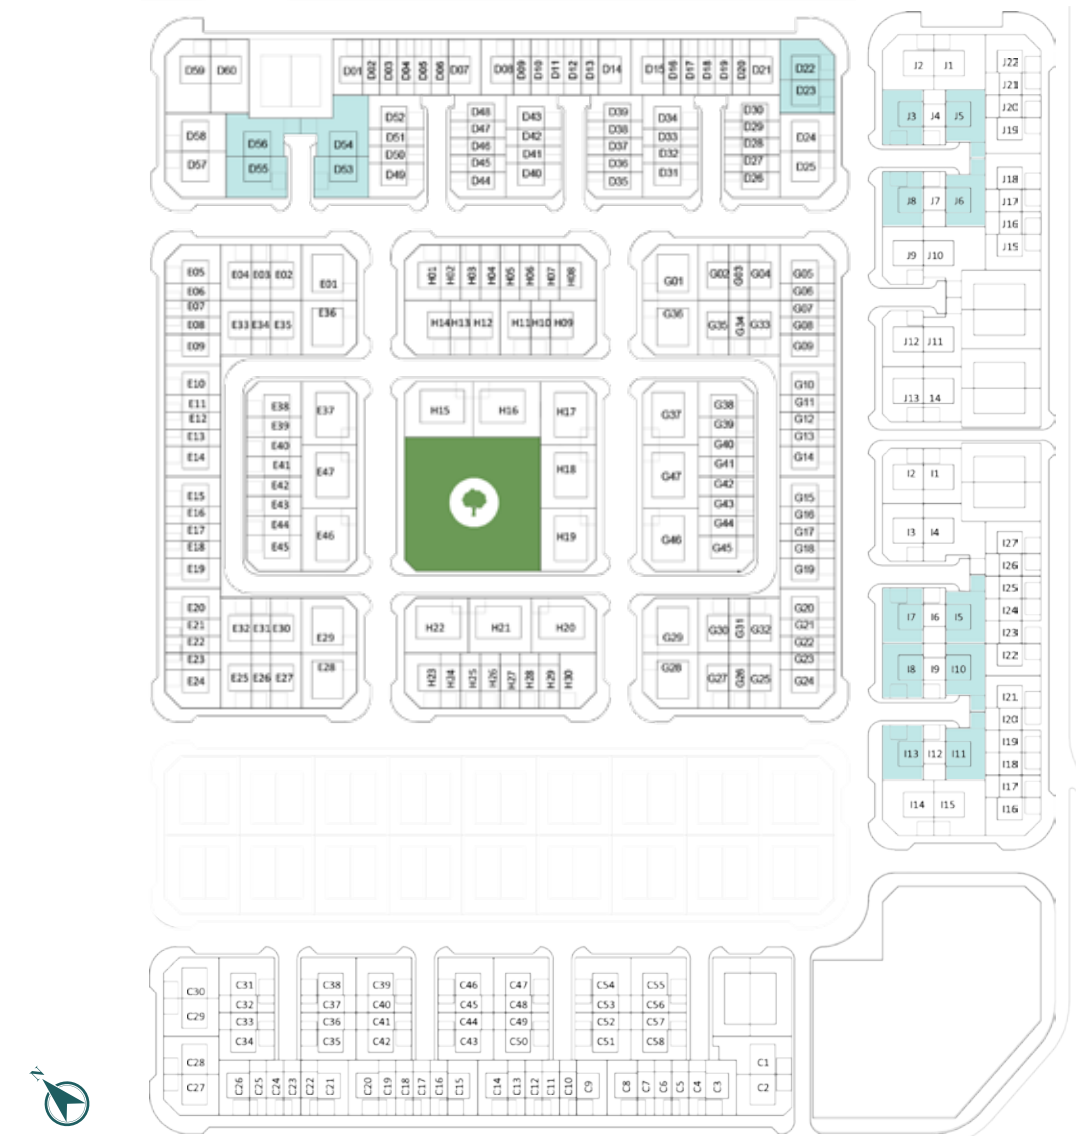 D59 D60 D01 D02 D03 D04 D05 D06 D07 D08 D09 D10 D11 D12 D13 D14 D15 D16 D17 D18 D19 D20 D21 D22
D23
D58 D56 D54 D52 D48 D43 D39 D34 D30 D24
D51 D47 D42 D38 D33 D29
D57 D55 D53 D50 D46 D41 D37 D32 D28 D25
D49 D45 D40 D36 D31 D27
D44 D35 D26
E05 E04 E03 E02 E01 H01 H02 H03 H04 H05 H06 H07 H08 G01 G02 G03 G04 G05
E06 G06
E07 E36 G36 G07
E08 E33 E34 E35 H14 H13 H12 H11 H10 H09 G35 G34 G33 G08
E09 G09
E10 G10
E11 E38 E37 H15 H16 H17 G37 G38 G11
E12 E39 G39 G12
E13 E40 G40 G13
E14 E41 E47 H18 G47 G41 G14
E42 G42
E15 E43 G43 G15
E16 E44 G44 G16
E17 E46 H19 G46 G17
E18 E45 G45 G18
E19 G19
E20 G20
E21 E32 E31 E30 E29 H22 H21 H20 G29 G30 G31 G32 G21
E22 G22
E23 E28 G28 G23
E24 E25 E26 E27 H23 H24 H25 H26 H27 H28 H29 H30 G27 G26 G25 G24
J2 J1 J22
J21
J3 J4 J5 J20
J19
J18
J8 J7 J6 J17
J16
J9 J10 J15
J12 J11
J13 14
I2 I1
I3 I4 I27
I26
I25
I7 I6 I5 I24
I23
I8 I9 I10 I22
I21
I20
I13 I12 I11 I19
I18
I17
I14 I15 I16
C30 C31 C38 C39 C46 C47 C54 C55
C32 C37 C40 C45 C48 C53 C56
C29 C33 C36 C41 C44 C49 C52 C57
C34 C35 C42 C43 C50 C51 C58
C28 C1
C27 C26 C25 C24 C23 C22 C21 C20 C19 C18 C17 C16 C15 C14 C13 C12 C11 C10 C9 C8 C7 C6 C5 C4 C3 C2
N